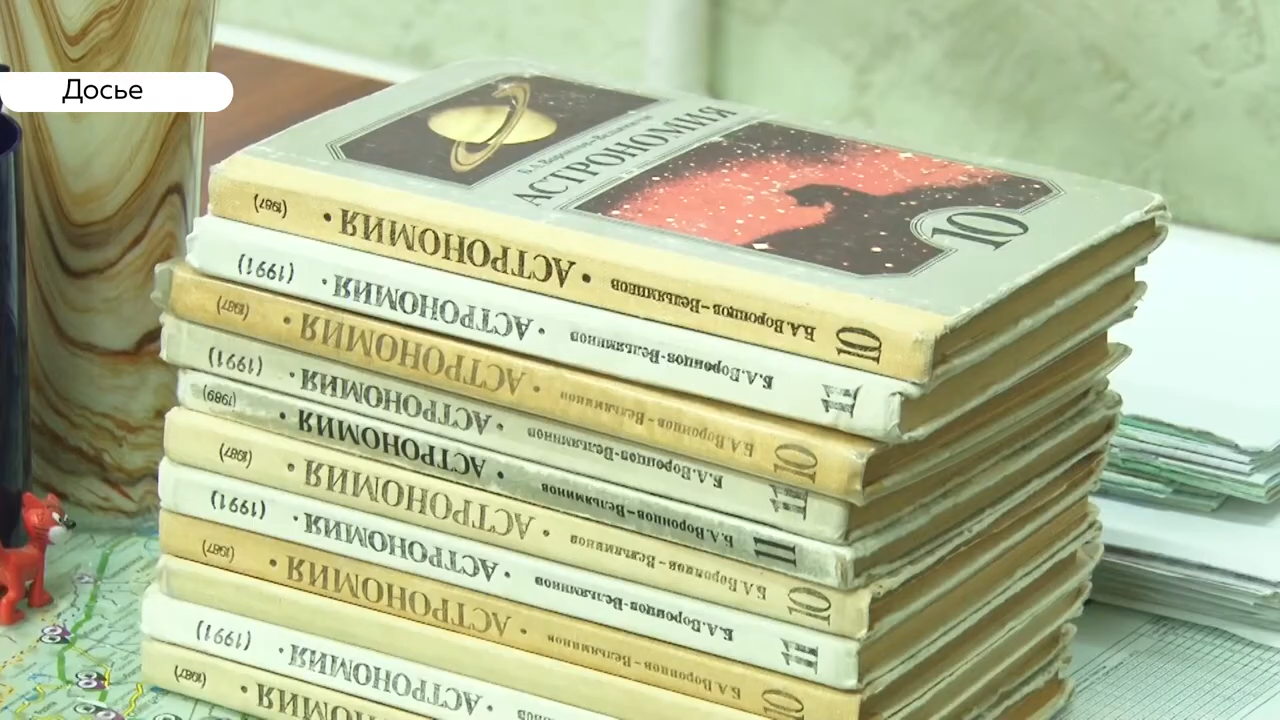 Досье
Б.А. Воронцов-Вельяминов
АСТРОНОМИЯ
10
10 Б.А. Воронцов-Вельяминов • АСТРОНОМИЯ • (1987)
11 Б.А. Воронцов-Вельяминов • АСТРОНОМИЯ • (1991)
10 Б.А. Воронцов-Вельяминов • АСТРОНОМИЯ • (1987)
11 Б.А. Воронцов-Вельяминов • АСТРОНОМИЯ • (1991)
11 Б.А. Воронцов-Вельяминов • АСТРОНОМИЯ • (1989)
10 Б.А. Воронцов-Вельяминов • АСТРОНОМИЯ • (1987)
11 Б.А. Воронцов-Вельяминов • АСТРОНОМИЯ • (1991)
10 Б.А. Воронцов-Вельяминов • АСТРОНОМИЯ • (1987)
• АСТРОНОМИЯ • (1991)
АСТРОНОМИЯ • (1987)